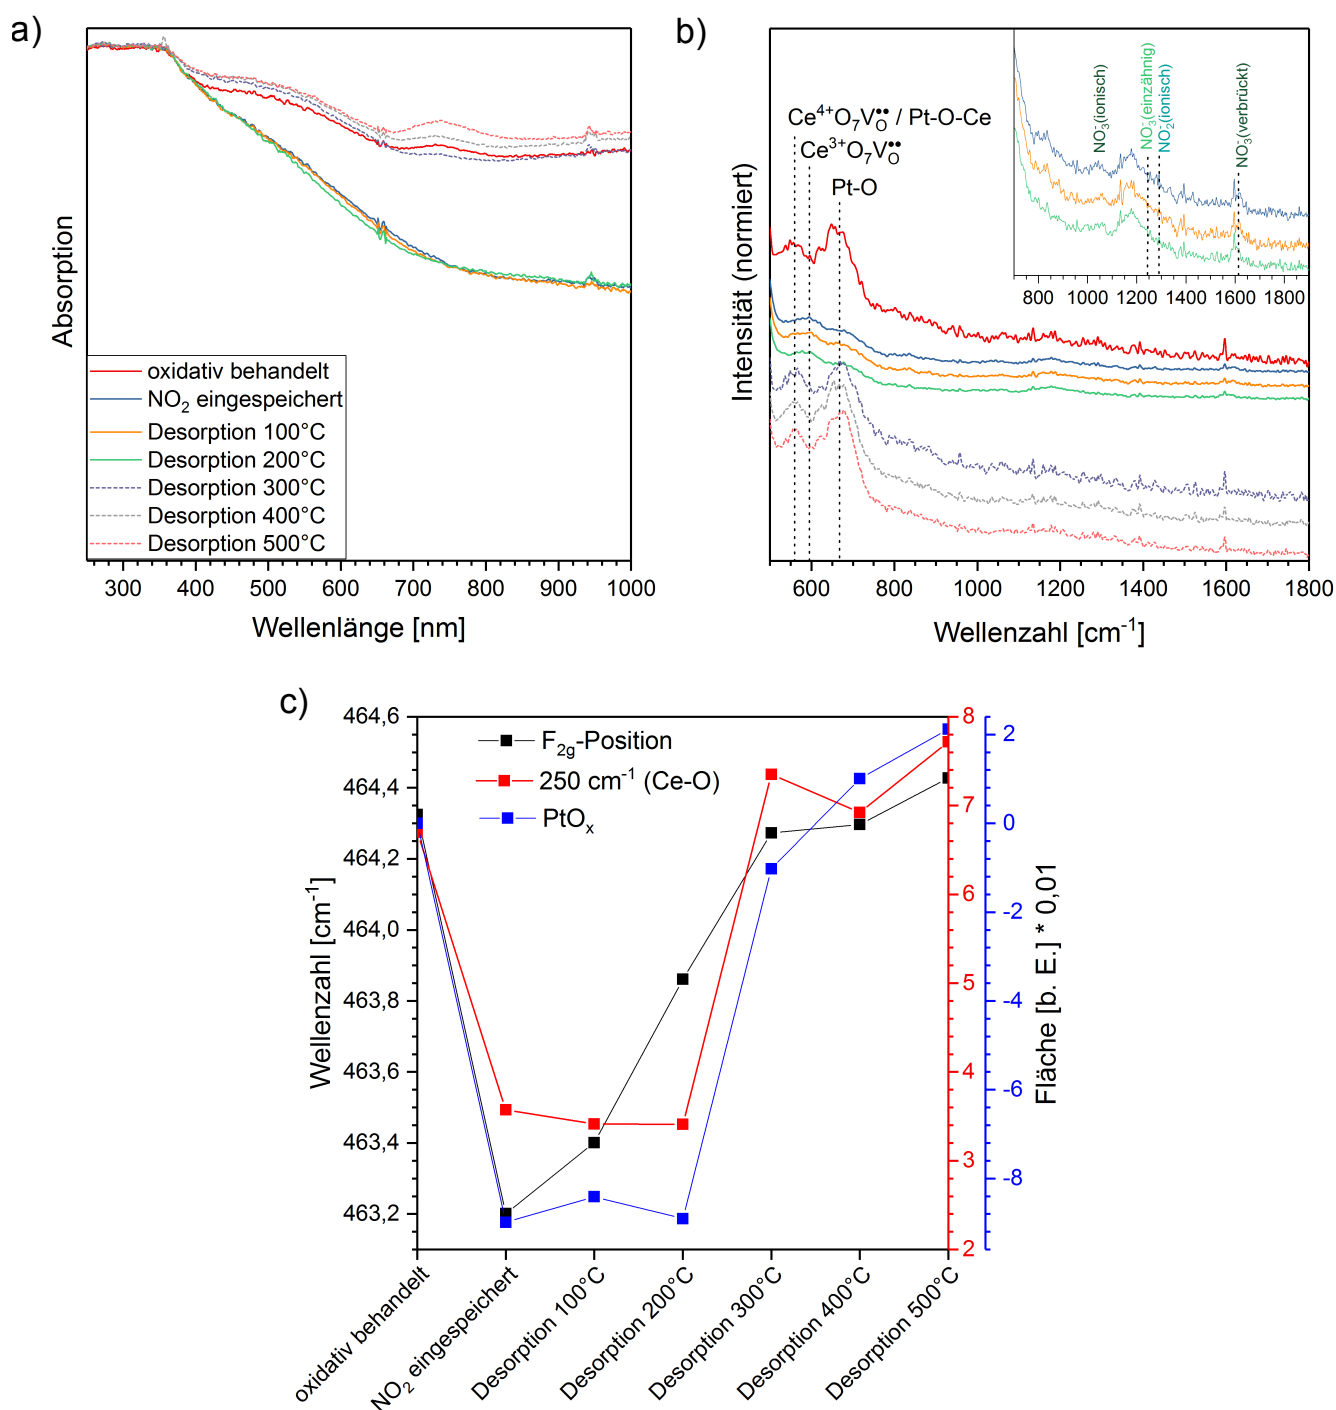 a)
Absorption
oxidativ behandelt
NO₂ eingespeichert
Desorption 100°C
Desorption 200°C
Desorption 300°C
Desorption 400°C
Desorption 500°C
300 400 500 600 700 800 900 1000
Wellenlänge [nm]
b)
Intensität (normiert)
Ce⁴⁺O₇V_O^•• / Pt-O-Ce
Ce³⁺O₇V_O^••
Pt-O
NO₃⁻(ionisch)
NO₃⁻(einzähnig)
NO₂⁻(ionisch)
NO₃⁻(verbrückt)
800 1000 1200 1400 1600 1800
600 800 1000 1200 1400 1600 1800
Wellenzahl [cm⁻¹]
c)
Wellenzahl [cm⁻¹]
464,6
464,4
464,2
464,0
463,8
463,6
463,4
463,2
F₂g-Position
250 cm⁻¹ (Ce-O)
PtOₓ
8
7
6
5
4
3
2
2
0
-2
-4
-6
-8
Fläche [b. E.] * 0,01
oxidativ behandelt
NO₂ eingespeichert
Desorption 100°C
Desorption 200°C
Desorption 300°C
Desorption 400°C
Desorption 500°C